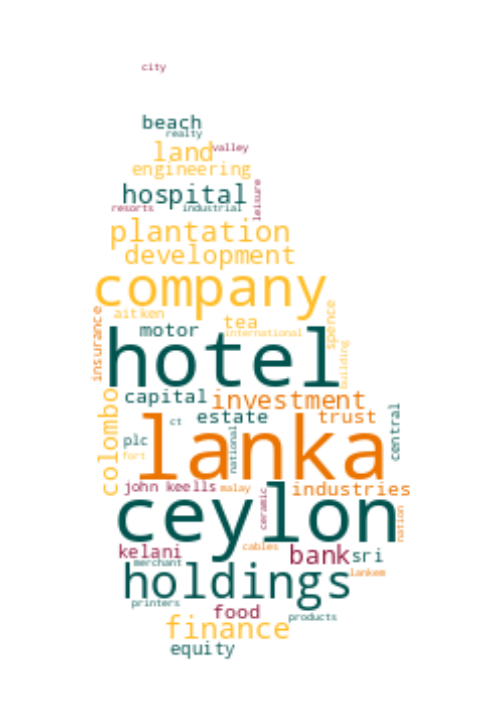 city
beach
realty
land valley
engineering
hospital
leisure
resorts industrial
plantation
development
company
insurance
aitken
spence
tea
motor international
hotel
building
capital investment
colombo
ct estate trust
central
plc
national
lanka
fort
john keells malay industries
ceramic
ceylon
nation
cables
kelani bank sri
merchant
lankem
holdings
printers
food products
finance
equity